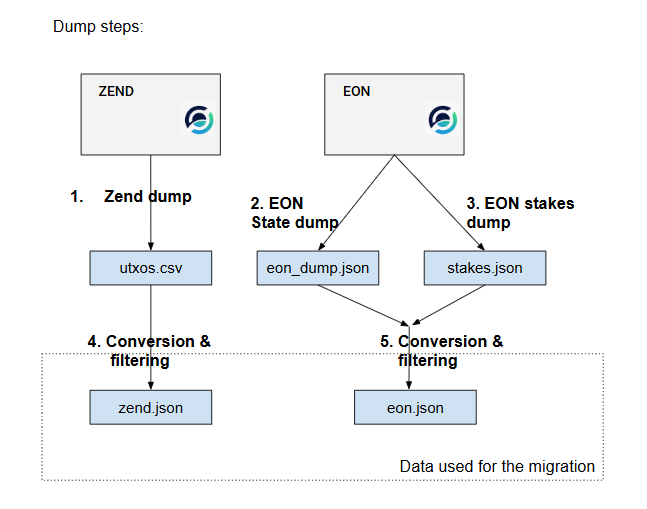 Dump steps:
ZEND
EON
1. Zend dump
2. EON
State dump
3. EON stakes
dump
utxos.csv
eon_dump.json
stakes.json
4. Conversion &
filtering
5. Conversion &
filtering
zend.json
eon.json
Data used for the migration